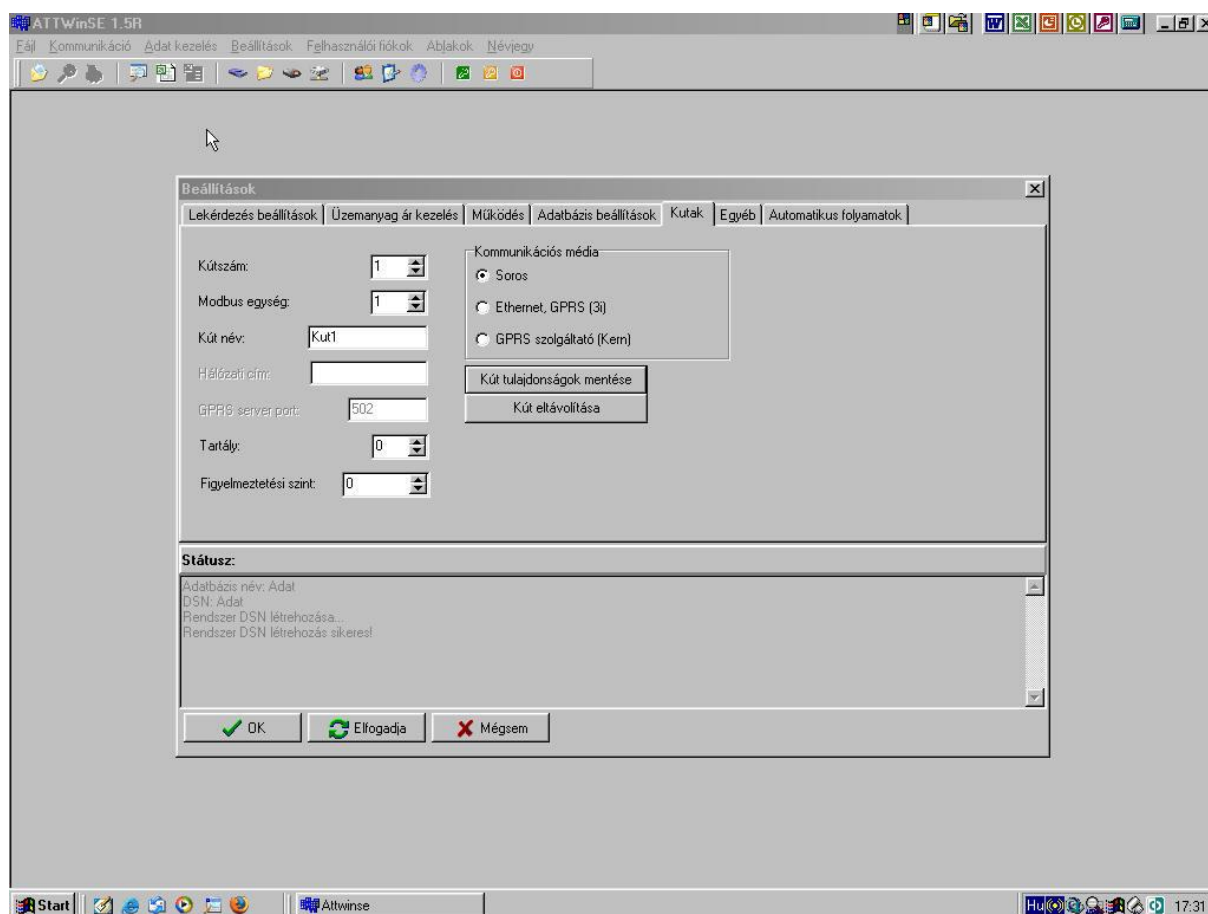 ATTWinSE 1.5R
Fájl Kommunikáció Adat kezelés Beállítások Felhasználói fiókok Ablakok Névjegy
Beállítások
Lekérdezés beállítások Üzemanyag ár kezelés Működés Adatbázis beállítások Kutak Egyéb Automatikus folyamatok
Kútszám: 1
Modbus egység: 1
Kút név: Kut1
Hálózati cím:
GPRS server port: 502
Tartály: 0
Figyelmeztetési szint: 0
Kommunikációs média
Soros
Ethernet, GPRS (3i)
GPRS szolgáltató (Kern)
Kút tulajdonságok mentése
Kút eltávolítása
Státusz:
Adatbázis név: Adat
DSN: Adat
Rendszer DSN létrehozása...
Rendszer DSN létrehozás sikeres!
OK Elfogadja Mégsem
Start Attwinse Hu 17:31